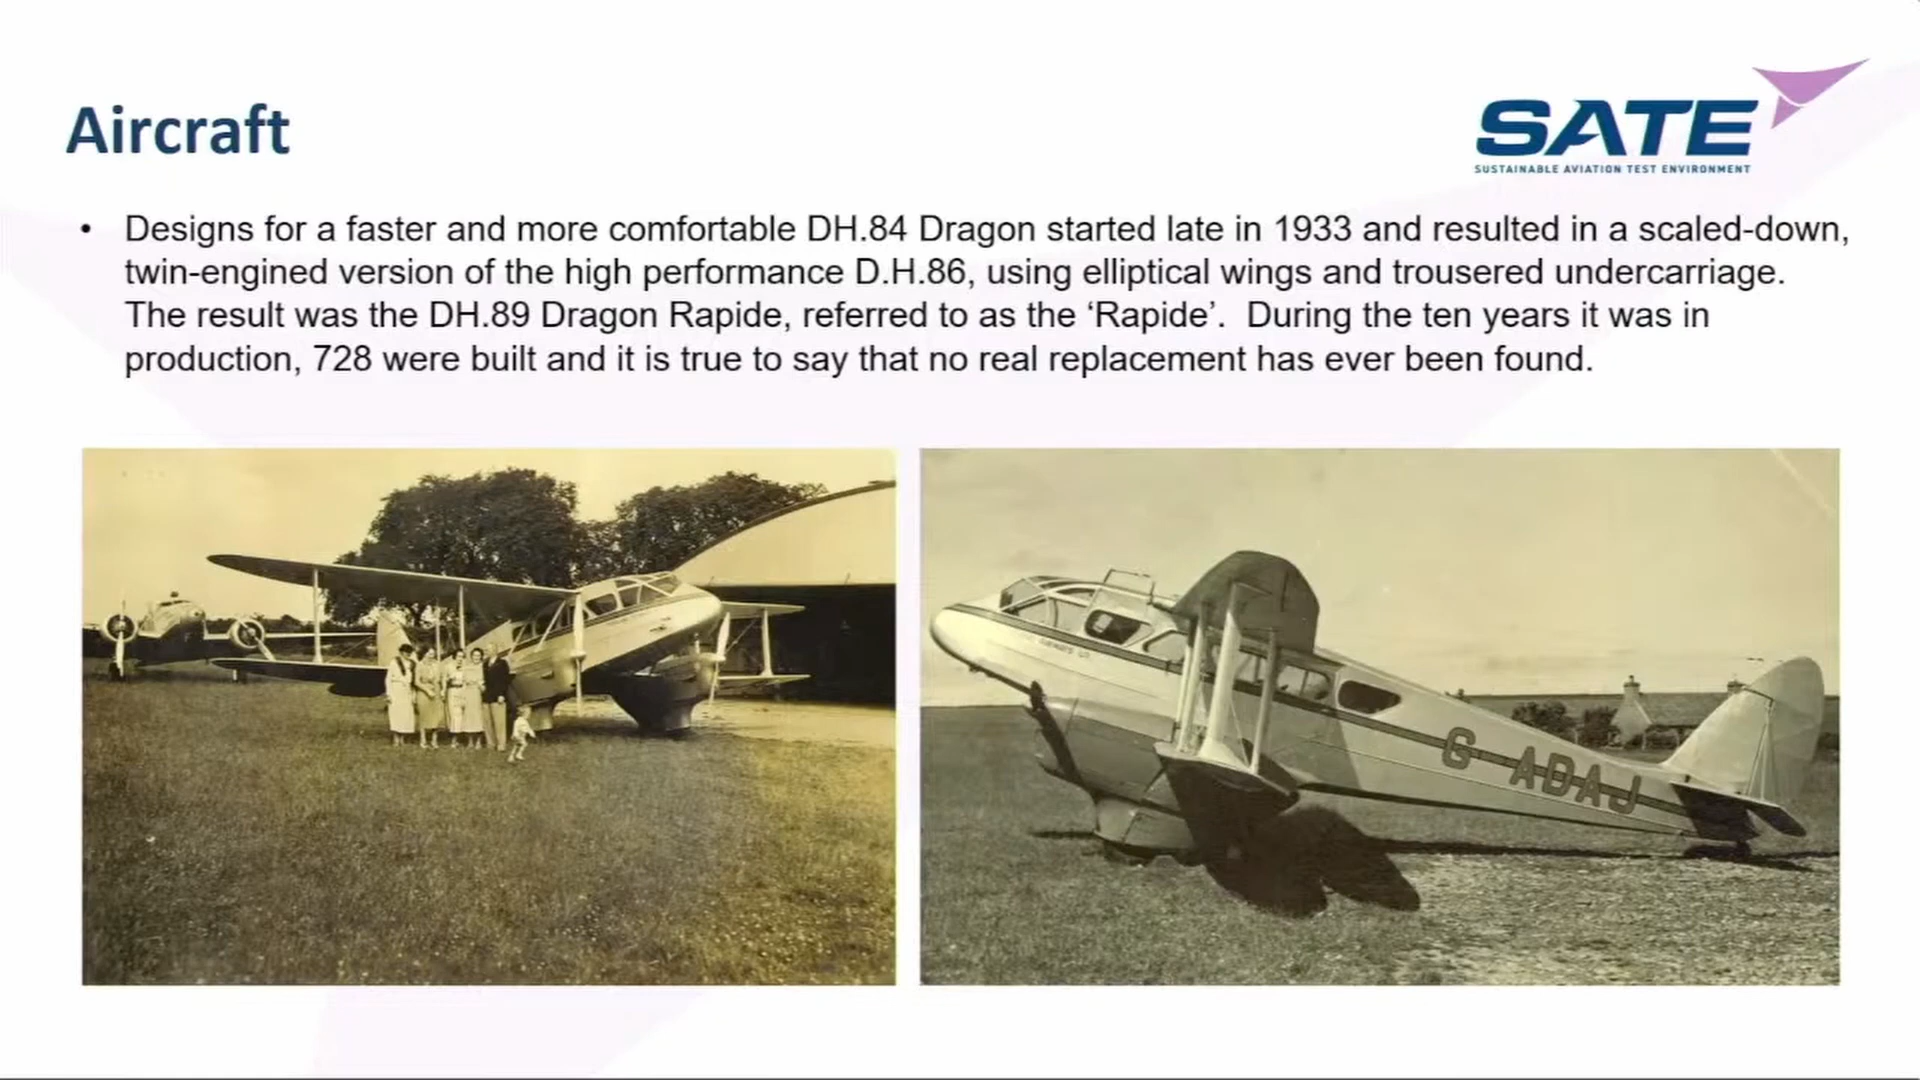 Aircraft
SATE
SUSTAINABLE AVIATION TEST ENVIRONMENT
• Designs for a faster and more comfortable DH.84 Dragon started late in 1933 and resulted in a scaled-down,
twin-engined version of the high performance D.H.86, using elliptical wings and trousered undercarriage.
The result was the DH.89 Dragon Rapide, referred to as the ‘Rapide’.  During the ten years it was in
production, 728 were built and it is true to say that no real replacement has ever been found.
G ADAJ